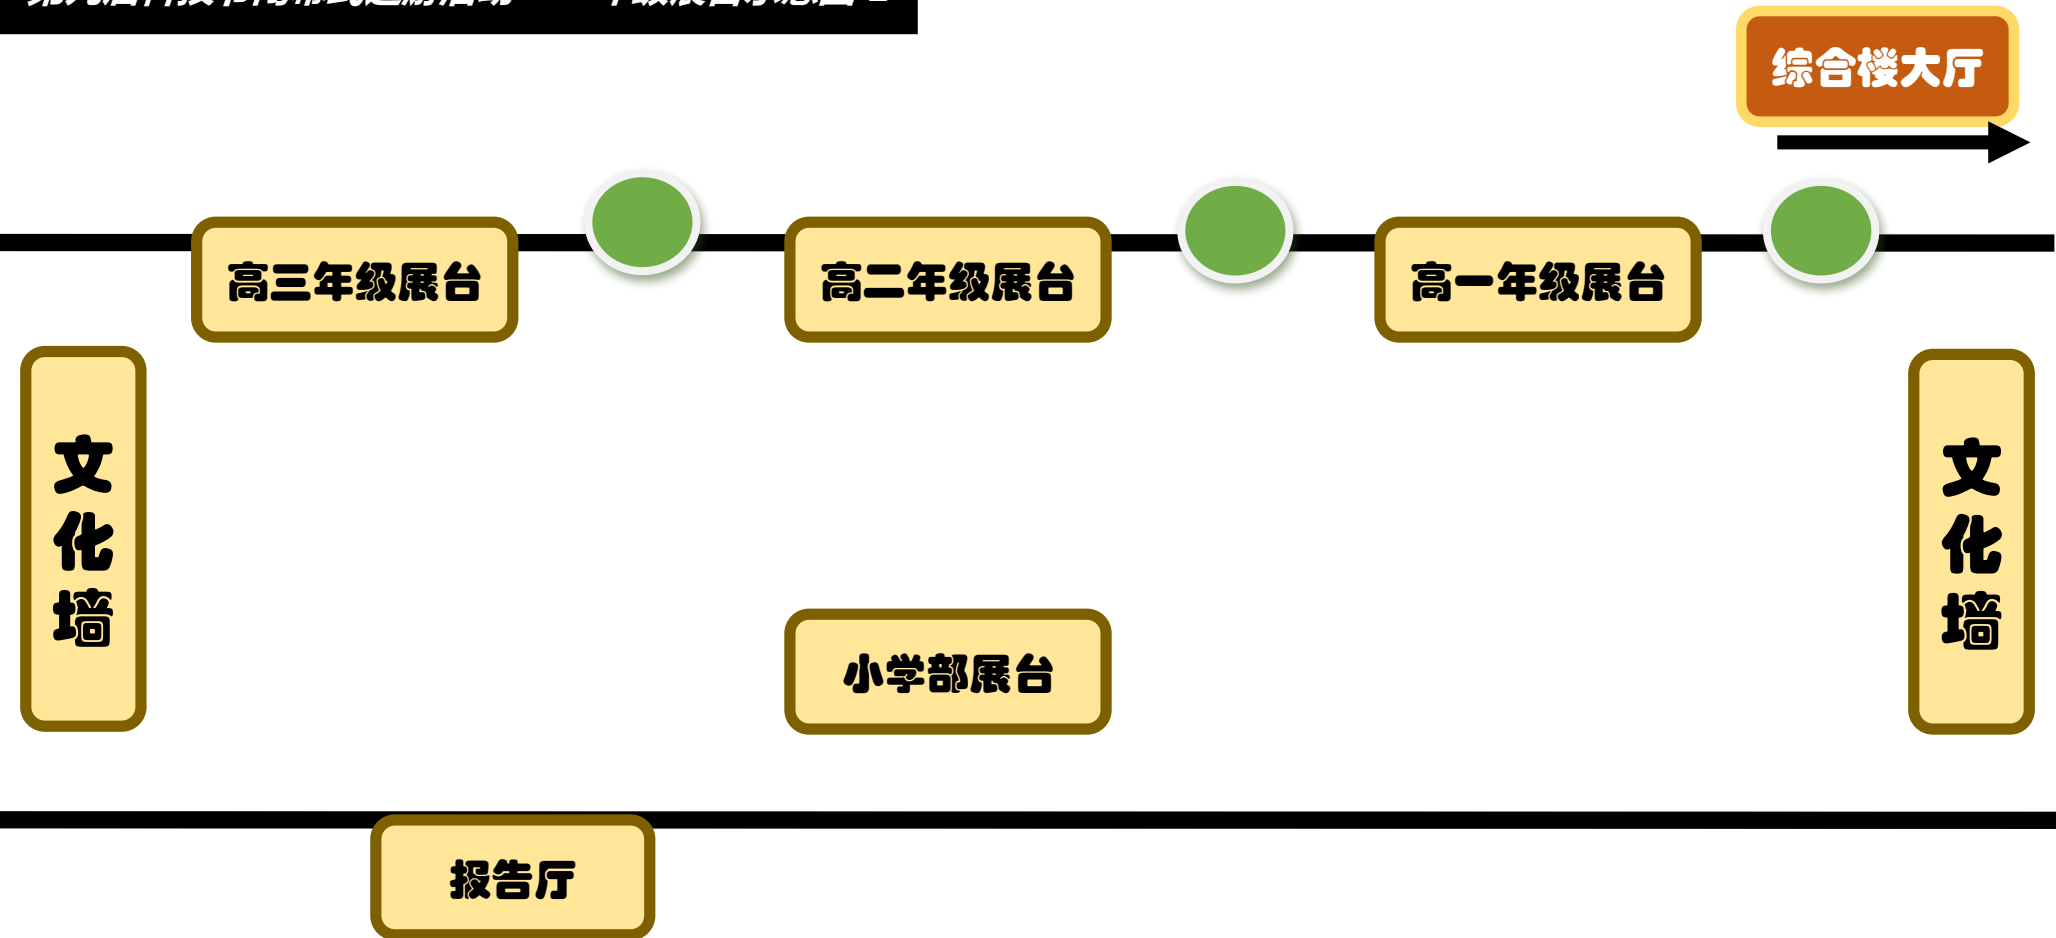 综合楼大厅
高三年级展台
高二年级展台
高一年级展台
文化墙
文化墙
小学部展台
报告厅